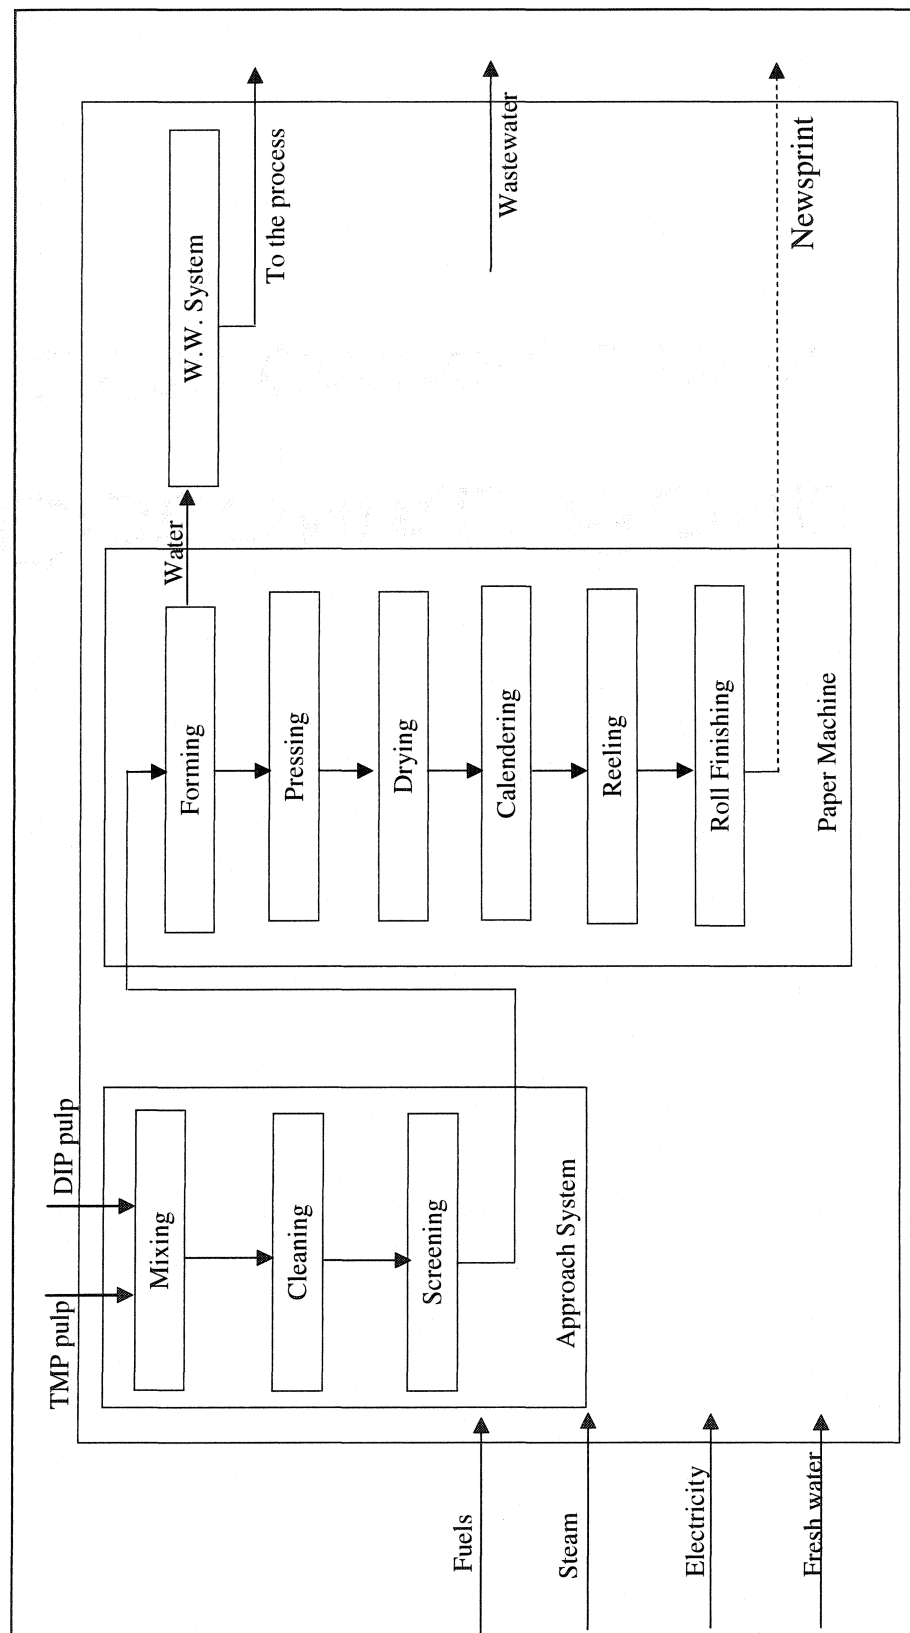 TMP pulp
DIP pulp
Mixing
Cleaning
Screening
Approach System
Fuels
Steam
Electricity
Fresh water
Forming
Pressing
Drying
Calendering
Reeling
Roll Finishing
Paper Machine
Water
W.W. System
To the process
Wastewater
Newsprint